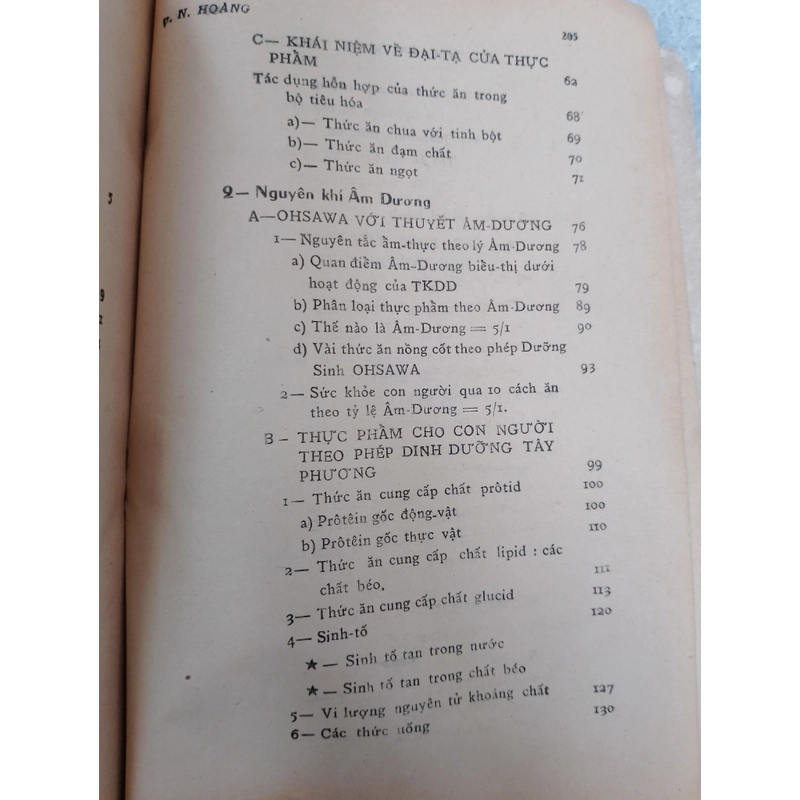 P. N. HOÀNG
205
C— KHÁI NIỆM VỀ ĐẠI-TẠ CỦA THỰC
PHẨM 62
Tác dụng hỗn hợp của thức ăn trong
bộ tiêu hóa 68
a)— Thức ăn chua với tinh bột 69
b)— Thức ăn đạm chất 70
c)— Thức ăn ngọt 71
2— Nguyên khí Âm Dương
A—OHSAWA VỚI THUYẾT ÂM-DƯƠNG 76
1— Nguyên tắc ẩm-thực theo lý Âm-Dương 78
a) Quan điểm Âm-Dương biểu-thị dưới
hoạt động của TKDD 79
b) Phân loại thực phẩm theo Âm-Dương 89
c) Thế nào là Âm-Dương = 5/1 90
d) Vài thức ăn nồng cốt theo phép Dưỡng
Sinh OHSAWA 93
2— Sức khỏe con người qua 10 cách ăn
theo tỷ lệ Âm-Dương = 5/1.
B – THỰC PHẨM CHO CON NGƯỜI
THEO PHÉP DINH DƯỠNG TÂY
PHƯƠNG 99
1— Thức ăn cung cấp chất prôtid 100
a) Prôtêin gốc động-vật 100
b) Prôtêin gốc thực vật 110
2— Thức ăn cung cấp chất lipid : các
chất béo. 111
3— Thức ăn cung cấp chất glucid 113
4— Sinh-tố 120
★ — Sinh tố tan trong nước
★ — Sinh tố tan trong chất béo
5— Vi lượng nguyên tử khoáng chất 127
6— Các thức uống 130